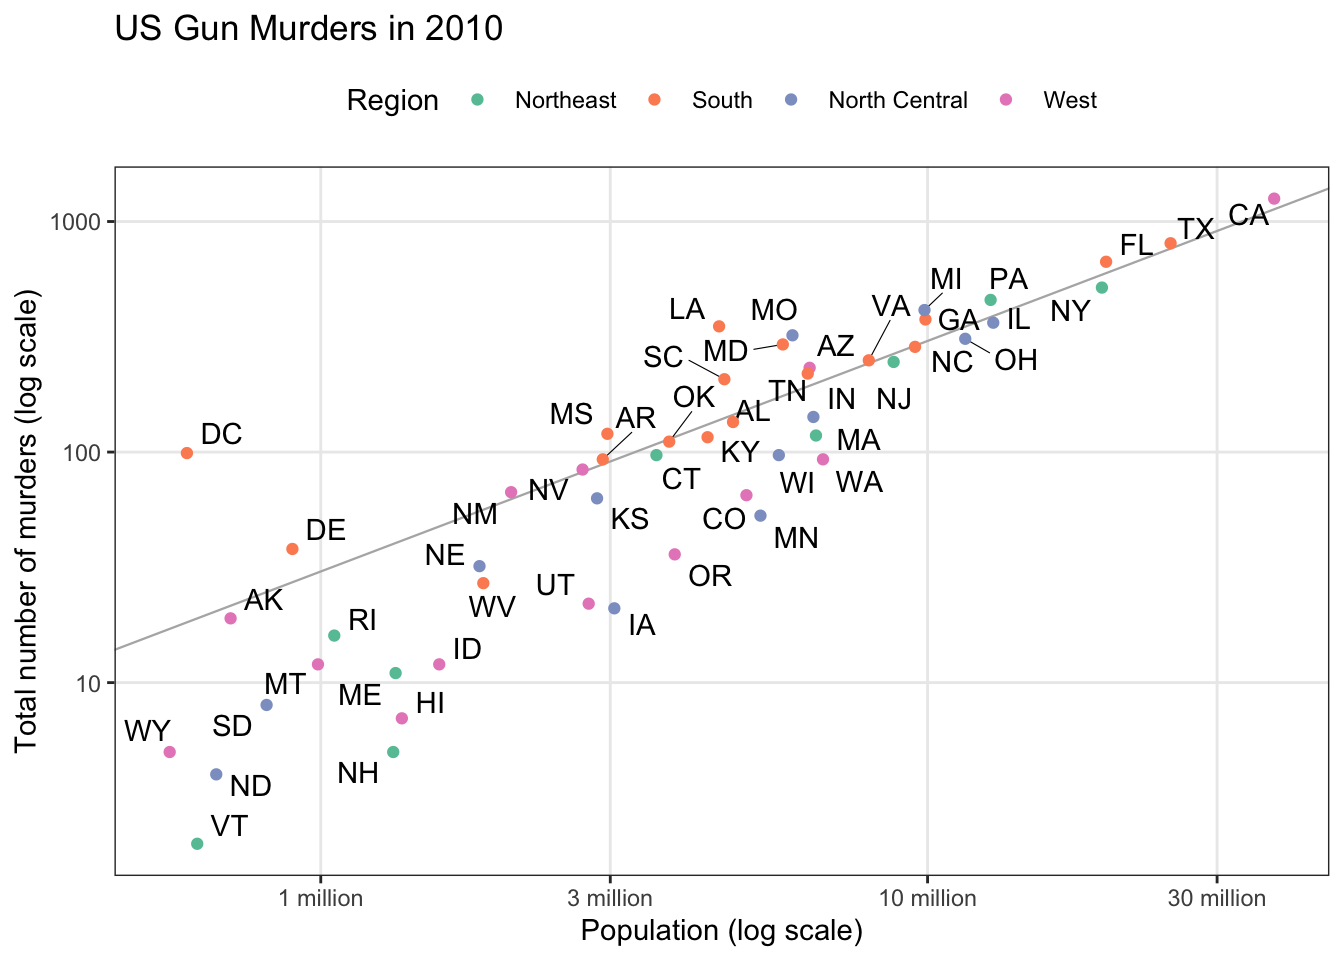 US Gun Murders in 2010
Region Northeast South North Central West
Total number of murders (log scale)
1000
100
10
CA
TX
FL
MI
PA
NY
VA
LA
MO
GA
IL
MD
AZ
SC
NC
OH
TN
OK
IN
NJ
MS
AR
AL
DC
MA
KY
CT
WI
WA
NV
NM
KS
CO
DE
MN
NE
OR
UT
WV
AK
RI
IA
ID
MT
ME
HI
SD
WY
NH
ND
VT
1 million 3 million 10 million 30 million
Population (log scale)